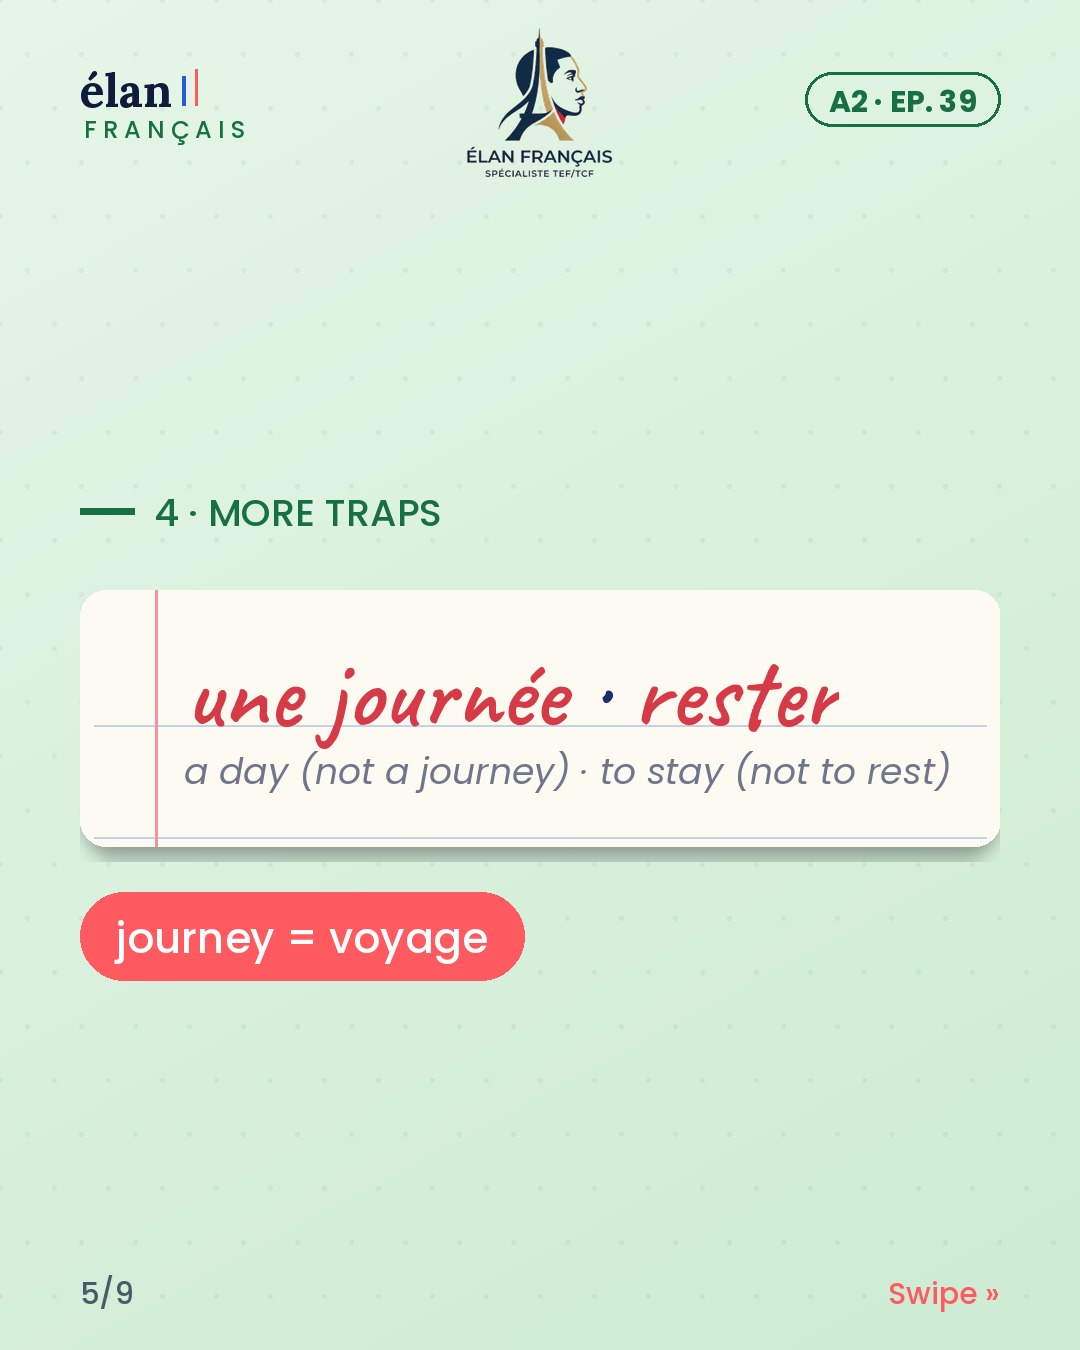 élan
FRANÇAIS
ÉLAN FRANÇAIS
SPÉCIALISTE TEF/TCF
A2 · EP. 39
4 · MORE TRAPS
une journée · rester
a day (not a journey) · to stay (not to rest)
journey = voyage
5/9
Swipe »